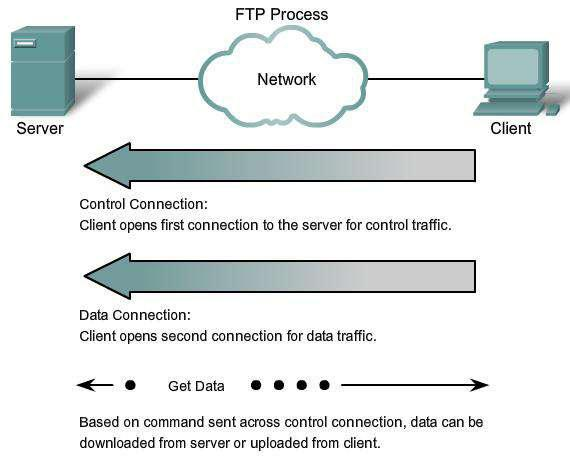 FTP Process
Network
Server
Client
Control Connection:
Client opens first connection to the server for control traffic.
Data Connection:
Client opens second connection for data traffic.
Get Data
Based on command sent across control connection, data can be
downloaded from server or uploaded from client.